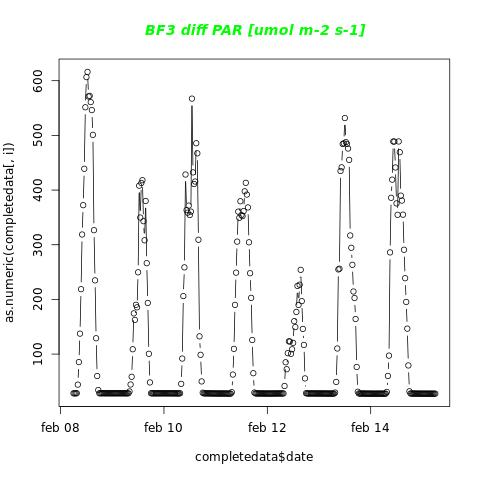 BF3 diff PAR [umol m-2 s-1]
as.numeric(completedata[, i])
600
500
400
300
200
100
feb 08
feb 10
feb 12
feb 14
completedata$date